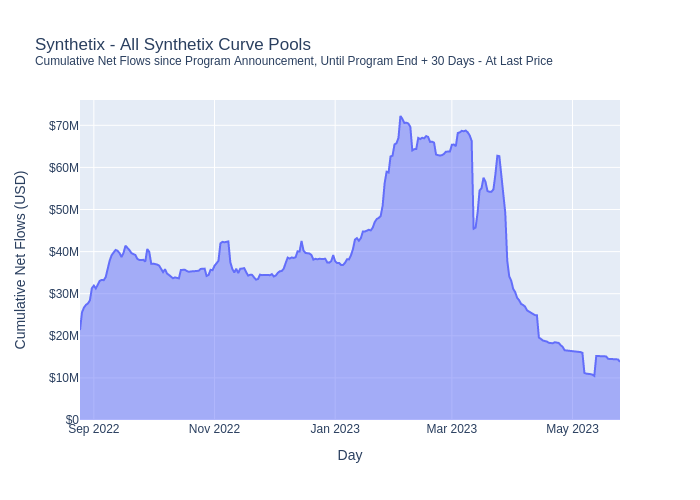 Synthetix - All Synthetix Curve Pools
Cumulative Net Flows since Program Announcement, Until Program End + 30 Days - At Last Price
$70M
$60M
$50M
$40M
$30M
$20M
$10M
$0
Cumulative Net Flows (USD)
Sep 2022
Nov 2022
Jan 2023
Mar 2023
May 2023
Day